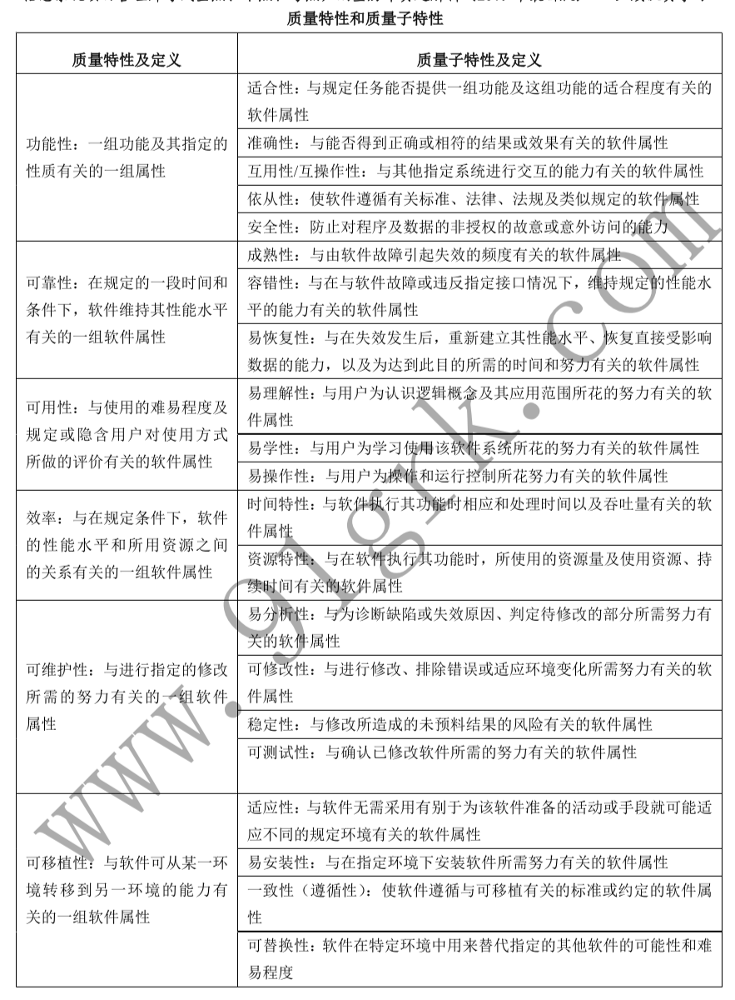 质量特性和质量子特性
质量特性及定义
质量子特性及定义
功能性：一组功能及其指定的
性质有关的一组属性
适合性：与规定任务能否提供一组功能及这组功能的适合程度有关的
软件属性
准确性：与能否得到正确或相符的结果或效果有关的软件属性
互用性/互操作性：与其他指定系统进行交互的能力有关的软件属性
依从性：使软件遵循有关标准、法律、法规及类似规定的软件属性
安全性：防止对程序及数据的非授权的故意或意外访问的能力
可靠性：在规定的一段时间和
条件下，软件维持其性能水平
有关的一组软件属性
成熟性：与由软件故障引起失效的频度有关的软件属性
容错性：与在与软件故障或违反指定接口情况下，维持规定的性能水
平的能力有关的软件属性
易恢复性：与在失效发生后，重新建立其性能水平、恢复直接受影响
数据的能力，以及为达到此目的所需的时间和努力有关的软件属性
可用性：与使用的难易程度及
规定或隐含用户对使用方式
所做的评价有关的软件属性
易理解性：与用户为认识逻辑概念及其应用范围所花的努力有关的软
件属性
易学性：与用户为学习使用该软件系统所花的努力有关的软件属性
易操作性：与用户为操作和运行控制所花努力有关的软件属性
效率：与在规定条件下，软件
的性能水平和所用资源之间
的关系有关的一组软件属性
时间特性：与软件执行其功能时相应和处理时间以及吞吐量有关的软
件属性
资源特性：与在软件执行其功能时，所使用的资源量及使用资源、持
续时间有关的软件属性
可维护性：与进行指定的修改
所需的努力有关的一组软件
属性
易分析性：与为诊断缺陷或失效原因、判定待修改的部分所需努力有
关的软件属性
可修改性：与进行修改、排除错误或适应环境变化所需努力有关的软
件属性
稳定性：与修改所造成的未预料结果的风险有关的软件属性
可测试性：与确认已修改软件所需的努力有关的软件属性
可移植性：与软件可从某一环
境转移到另一环境的能力有
关的一组软件属性
适应性：与软件无需采用有别于为该软件准备的活动或手段就可能适
应不同的规定环境有关的软件属性
易安装性：与在指定环境下安装软件所需努力有关的软件属性
一致性（遵循性）：使软件遵循与可移植有关的标准或约定的软件属
性
可替换性：软件在特定环境中用来替代指定的其他软件的可能性和难
易程度
www.91grk.com